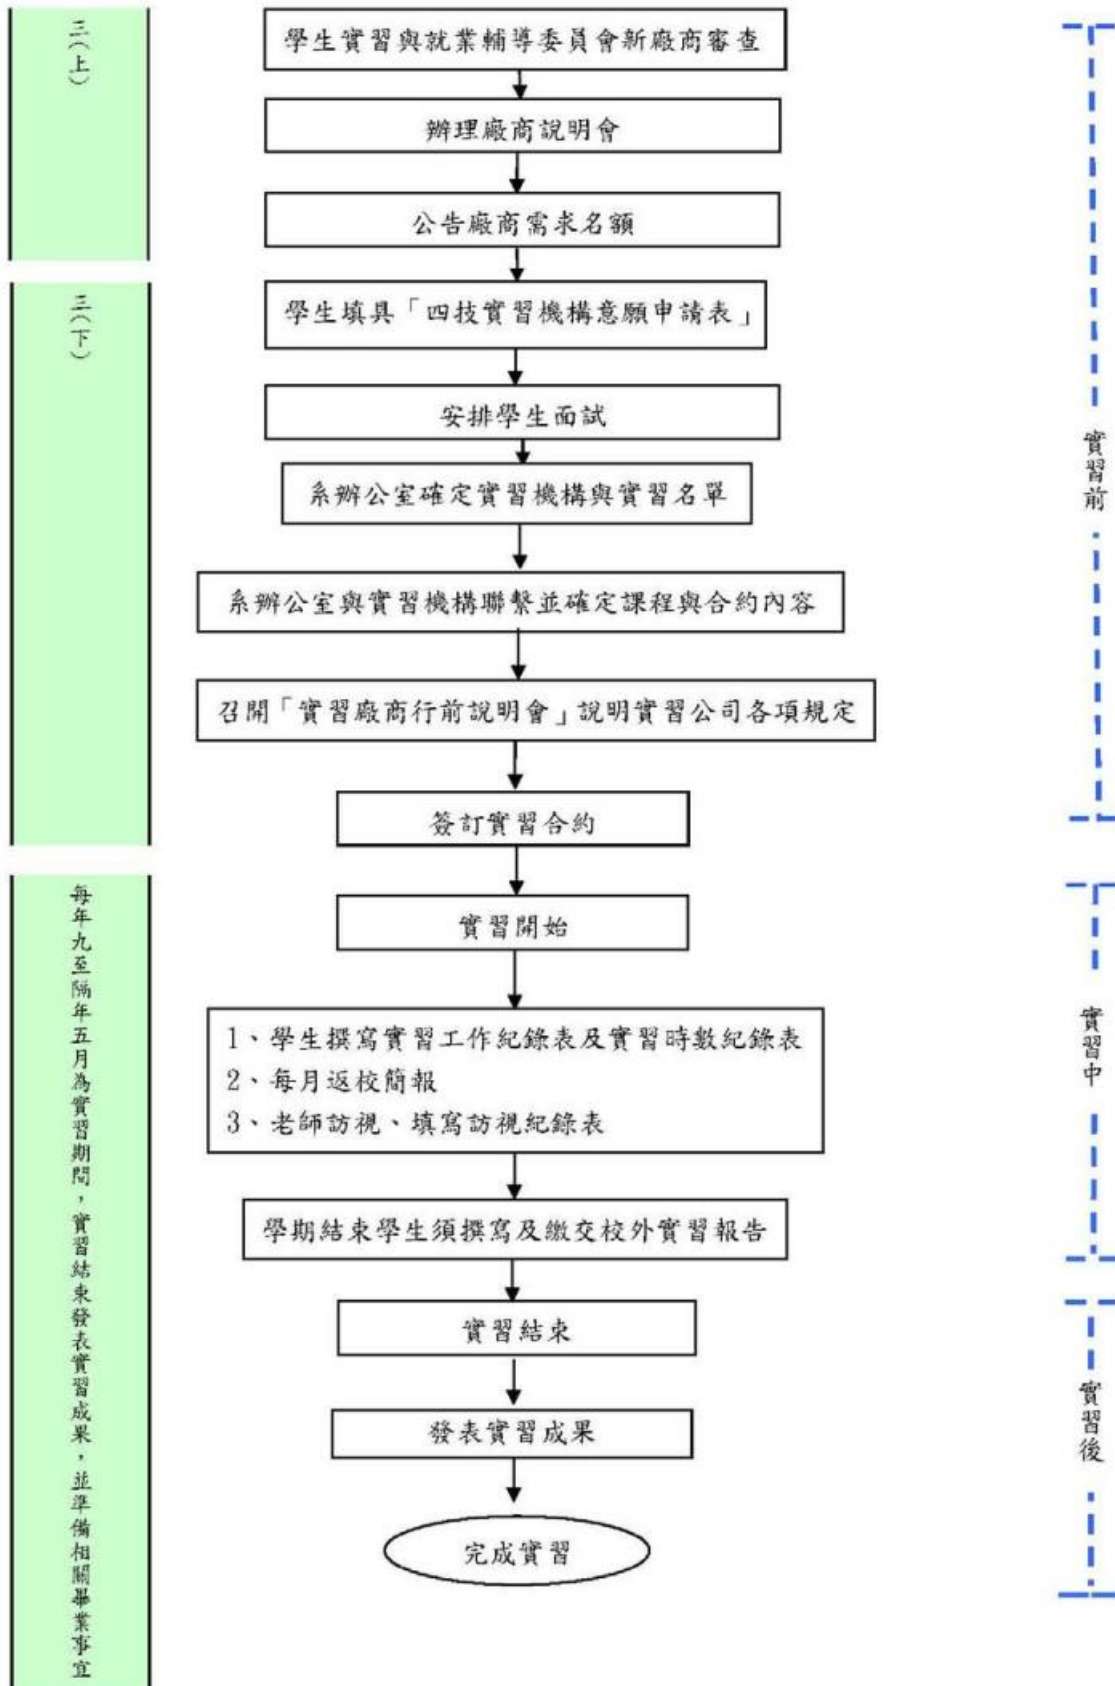 三(上)
學生實習與就業輔導委員會新廠商審查
辦理廠商說明會
公告廠商需求名額
三(下)
學生填具「四技實習機構意願申請表」
安排學生面試
系辦公室確定實習機構與實習名單
系辦公室與實習機構聯繫並確定課程與合約內容
召開「實習廠商行前說明會」說明實習公司各項規定
簽訂實習合約
實習前
每年九至隔年五月為實習期間，實習結束發表實習成果，並準備相關畢業事宜
實習開始
1、學生撰寫實習工作紀錄表及實習時數紀錄表
2、每月返校簡報
3、老師訪視、填寫訪視紀錄表
學期結束學生須撰寫及繳交校外實習報告
實習中
實習結束
發表實習成果
完成實習
實習後